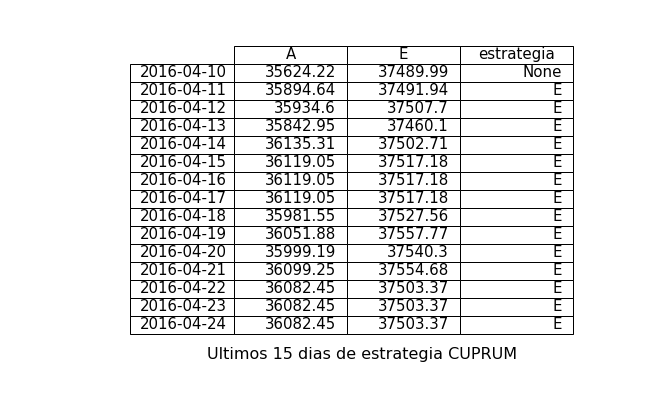 A E estrategia
2016-04-10 35624.22 37489.99 None
2016-04-11 35894.64 37491.94 E
2016-04-12 35934.6 37507.7 E
2016-04-13 35842.95 37460.1 E
2016-04-14 36135.31 37502.71 E
2016-04-15 36119.05 37517.18 E
2016-04-16 36119.05 37517.18 E
2016-04-17 36119.05 37517.18 E
2016-04-18 35981.55 37527.56 E
2016-04-19 36051.88 37557.77 E
2016-04-20 35999.19 37540.3 E
2016-04-21 36099.25 37554.68 E
2016-04-22 36082.45 37503.37 E
2016-04-23 36082.45 37503.37 E
2016-04-24 36082.45 37503.37 E
Ultimos 15 dias de estrategia CUPRUM